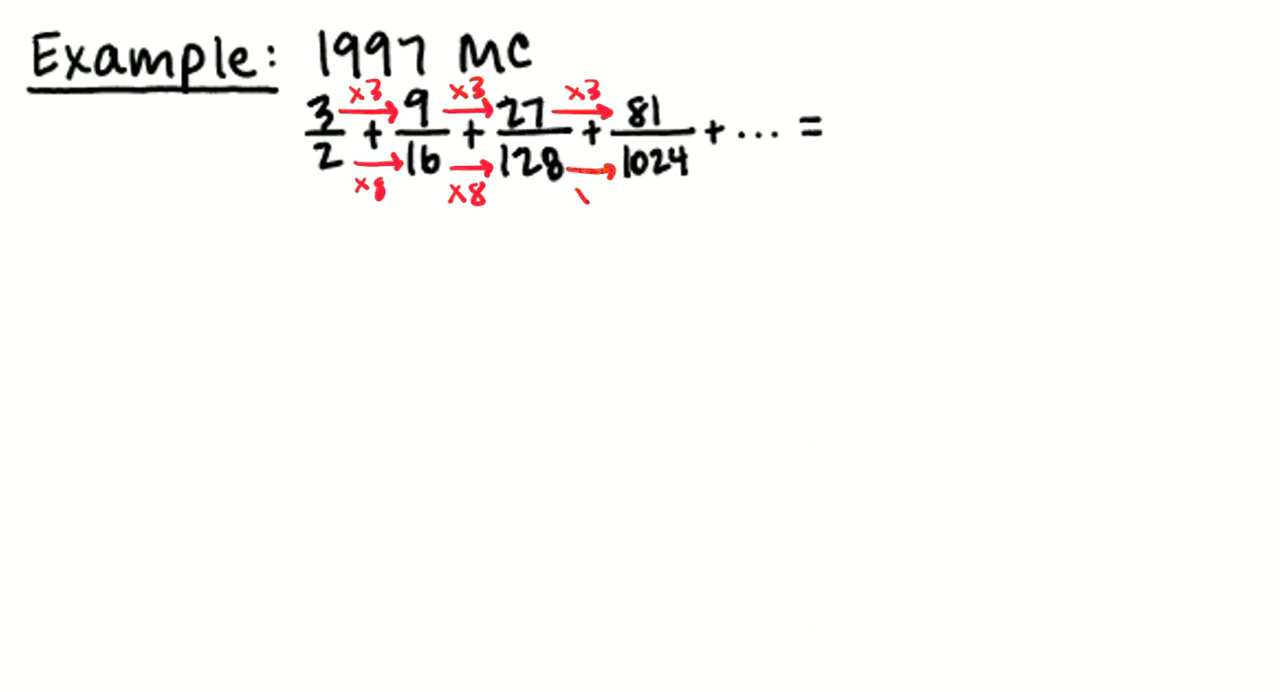 Example: 1997 MC
×3 ×3 ×3
3/2 + 9/16 + 27/128 + 81/1024 + ... =
×8 ×8